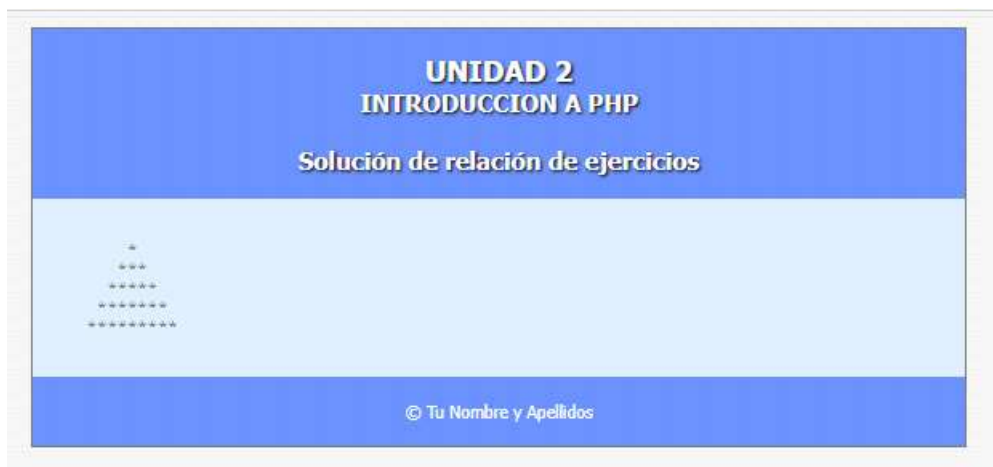 UNIDAD 2
INTRODUCCION A PHP
Solución de relación de ejercicios
*
***
*****
*******
*********
© Tu Nombre y Apellidos